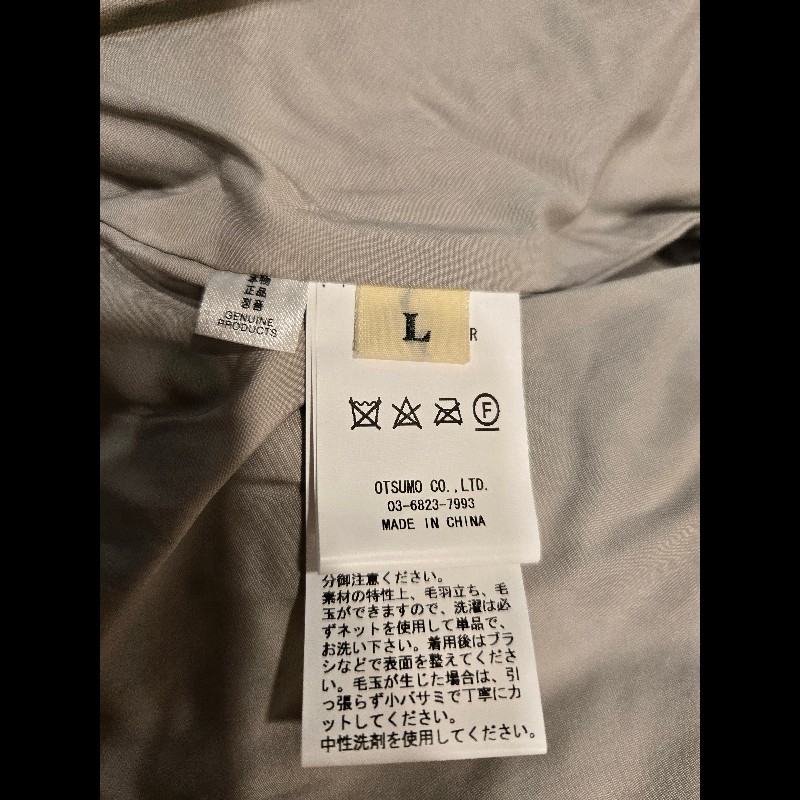 本物
正品
정품
GENUINE
PRODUCTS
L
R
F
OTSUMO CO.,LTD.
03-6823-7993
MADE IN CHINA
分御注意ください。
素材の特性上、毛羽立ち、毛
玉ができますので、洗濯は必
ずネットを使用して単品で、
お洗い下さい。着用後はブラ
シなどで表面を整えてくださ
い。毛玉が生じた場合は、引
っ張らず小バサミで丁寧にカ
ットしてください。
中性洗剤を使用してください。